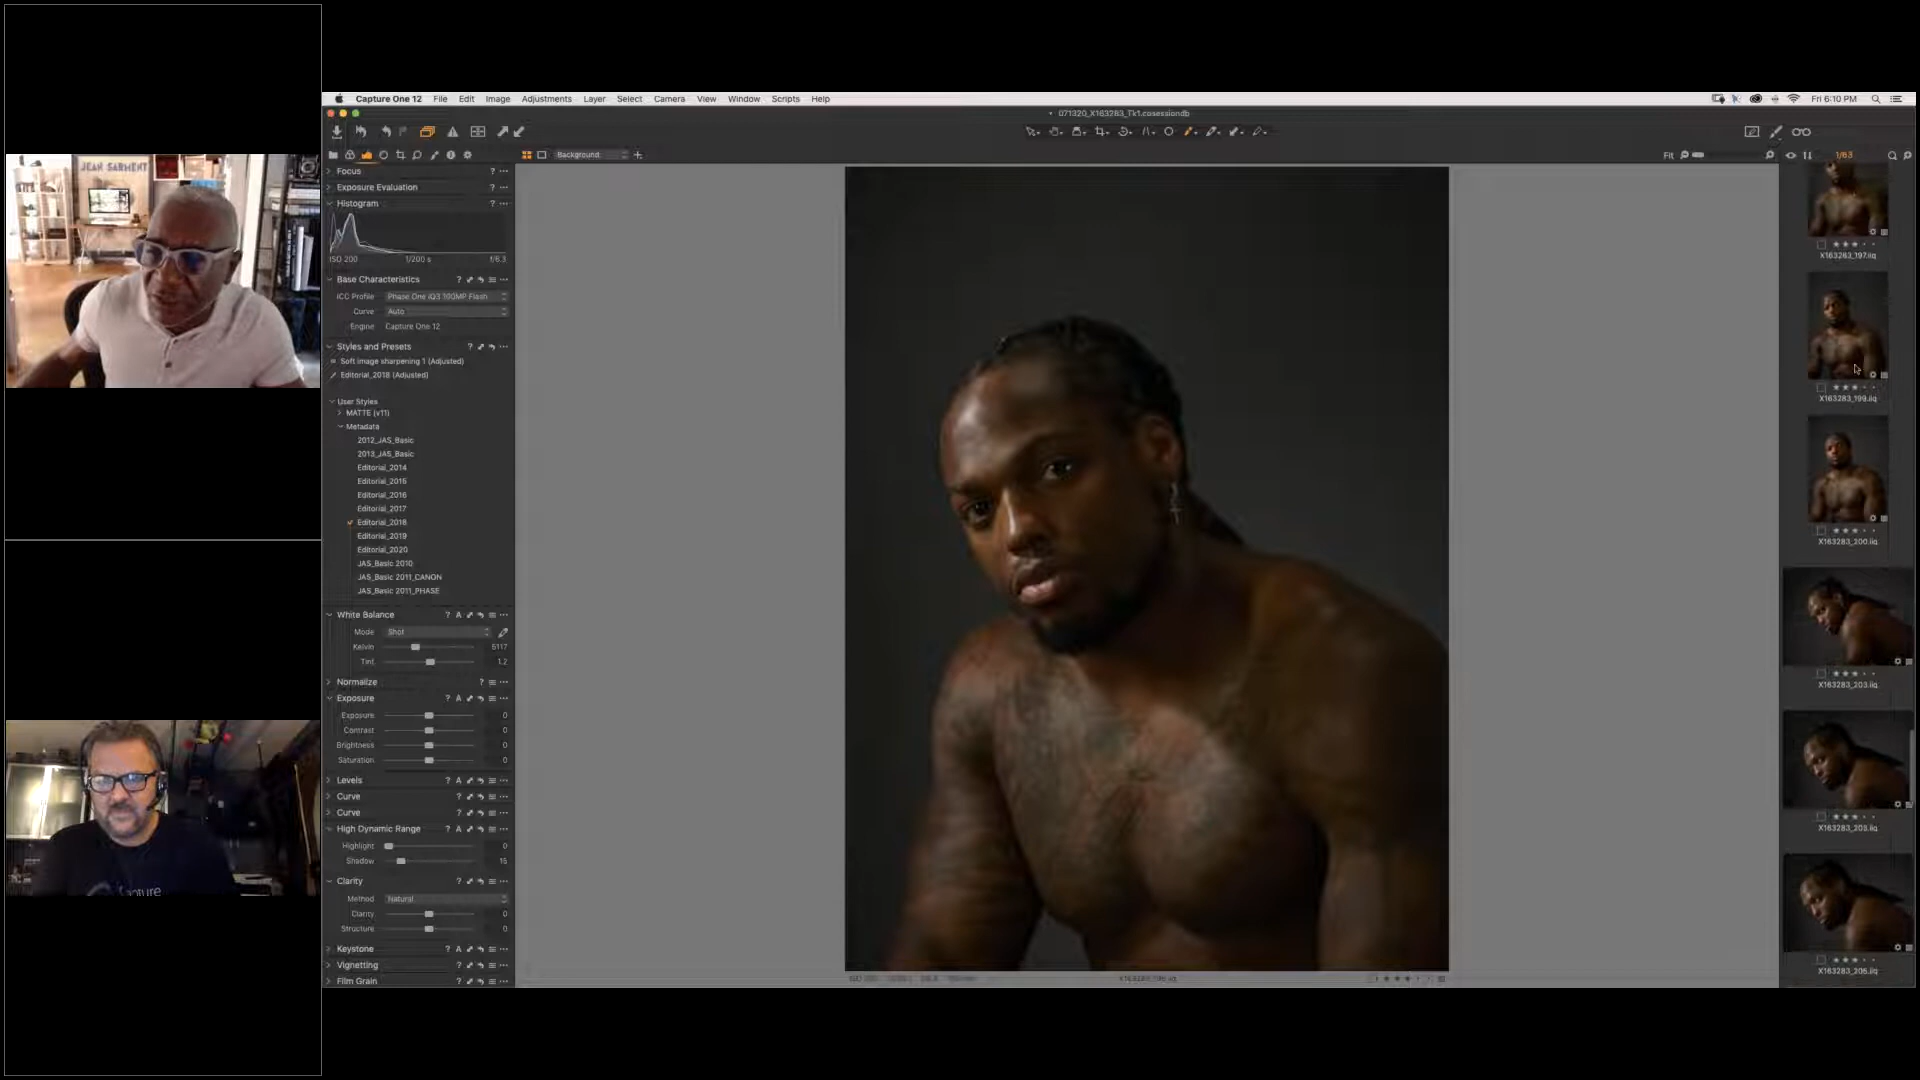 JEAN SARMENT
Capture One 12 File Edit Image Adjustments Layer Select Camera View Window Scripts Help
Fri 6:10 PM
071320_X163283_Tk1.cosessiondb
Background
Fit
1/63
Focus
Exposure Evaluation
Histogram
ISO 200 1/200 s f/6.3
Base Characteristics
ICC Profile Phase One IQ3 100MP Flash
Curve Auto
Engine Capture One 12
Styles and Presets
Soft image sharpening 1 (Adjusted)
Editorial_2018 (Adjusted)
User Styles
MATTE (v11)
Metadata
2012_JAS_Basic
2013_JAS_Basic
Editorial_2014
Editorial_2015
Editorial_2016
Editorial_2017
Editorial_2018
Editorial_2019
Editorial_2020
JAS_Basic 2010
JAS_Basic 2011_CANON
JAS_Basic 2011_PHASE
White Balance
Mode Shot
Kelvin 5117
Tint 1.2
Normalize
Exposure
Exposure 0
Contrast 0
Brightness 0
Saturation 0
Levels
Curve
Curve
High Dynamic Range
Highlight 0
Shadow 15
Clarity
Method Natural
Clarity 0
Structure 0
Keystone
Vignetting
Film Grain
X163283_197.iiq
X163283_199.iiq
X163283_200.iiq
X163283_203.iiq